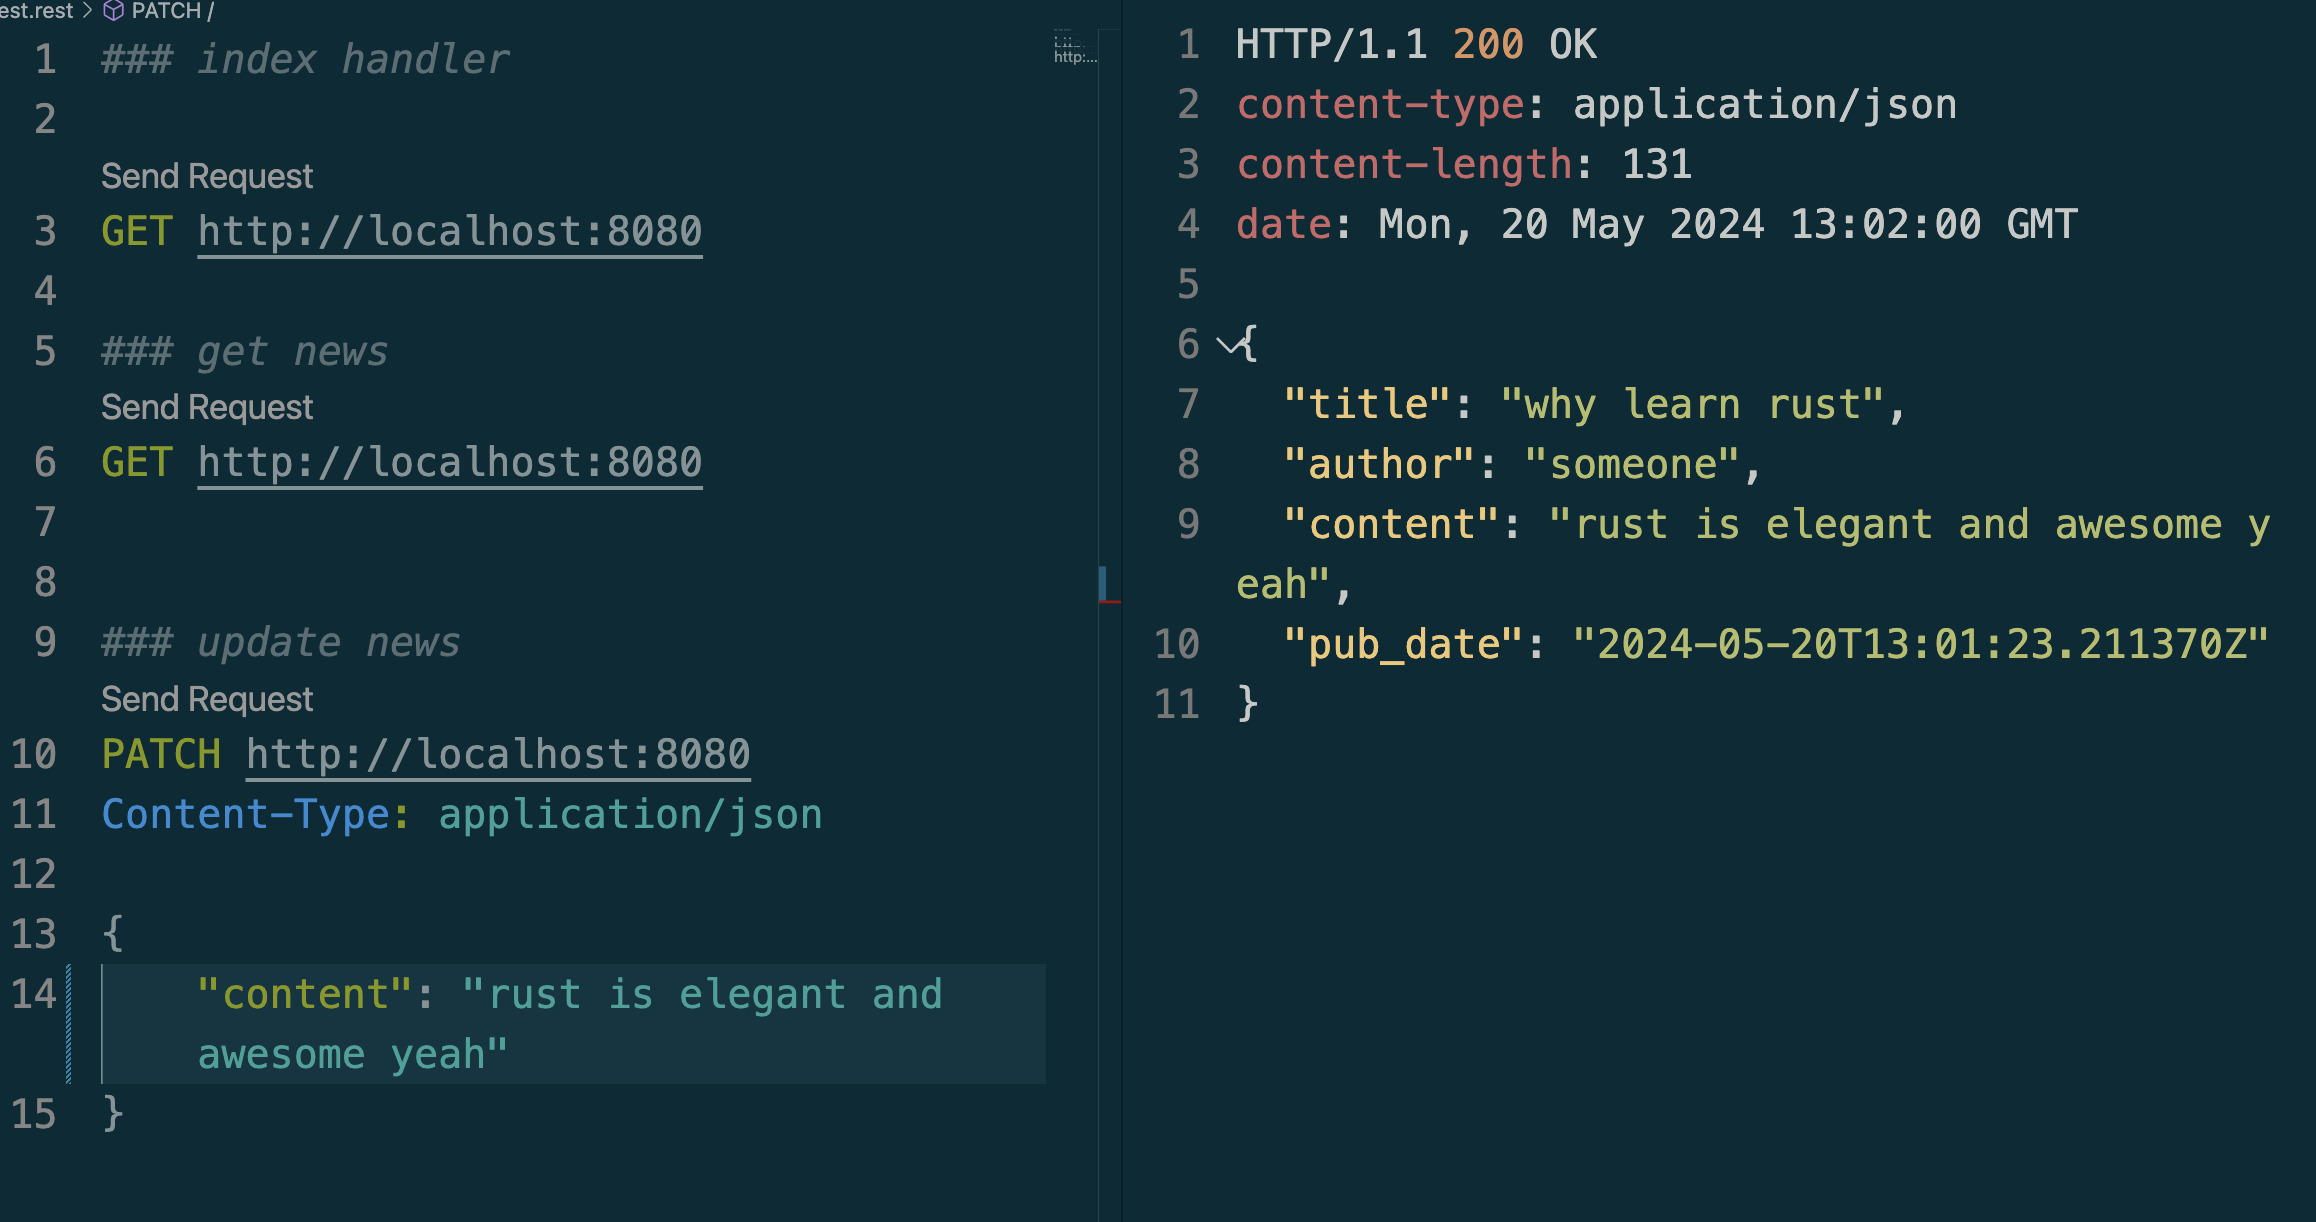 est.rest > PATCH /
1 ### index handler
2
Send Request
3 GET http://localhost:8080
4
5 ### get news
Send Request
6 GET http://localhost:8080
7
8
9 ### update news
Send Request
10 PATCH http://localhost:8080
11 Content-Type: application/json
12
13 {
14 "content": "rust is elegant and
awesome yeah"
15 }
http:...
1 HTTP/1.1 200 OK
2 content-type: application/json
3 content-length: 131
4 date: Mon, 20 May 2024 13:02:00 GMT
5
6 {
7 "title": "why learn rust",
8 "author": "someone",
9 "content": "rust is elegant and awesome y
eah",
10 "pub_date": "2024-05-20T13:01:23.211370Z"
11 }